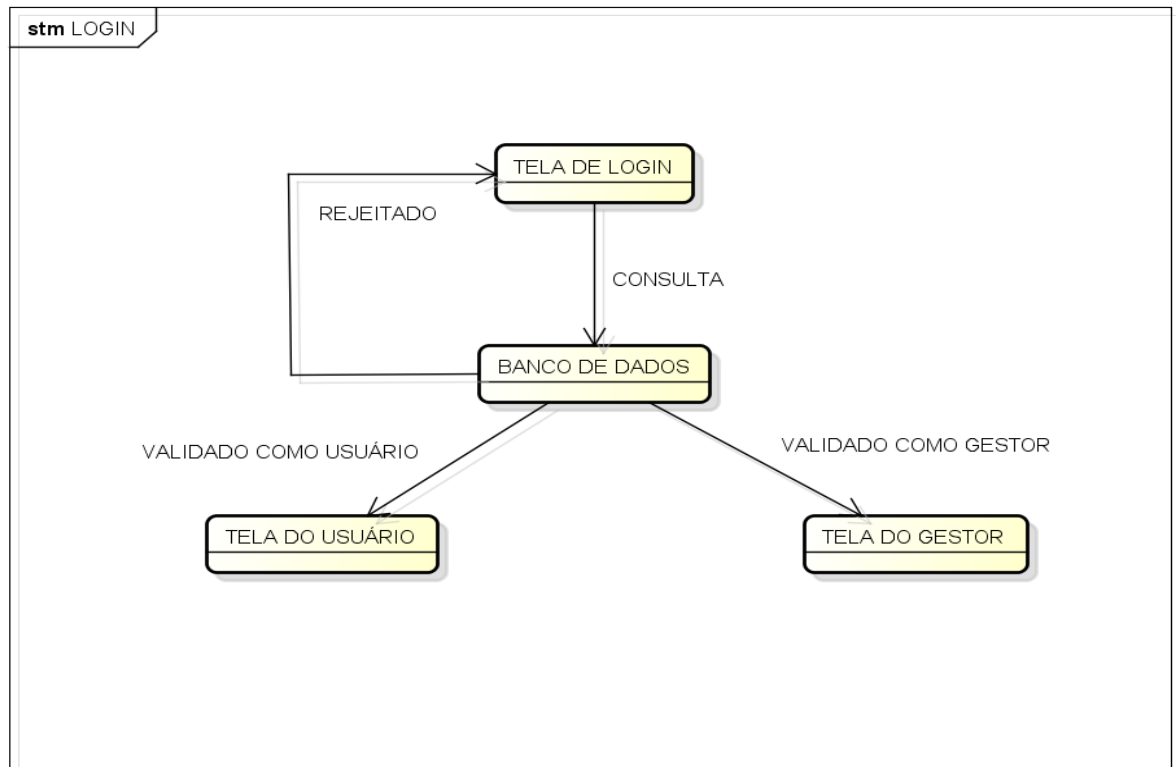 stm LOGIN
TELA DE LOGIN
REJEITADO
CONSULTA
BANCO DE DADOS
VALIDADO COMO USUÁRIO
VALIDADO COMO GESTOR
TELA DO USUÁRIO
TELA DO GESTOR